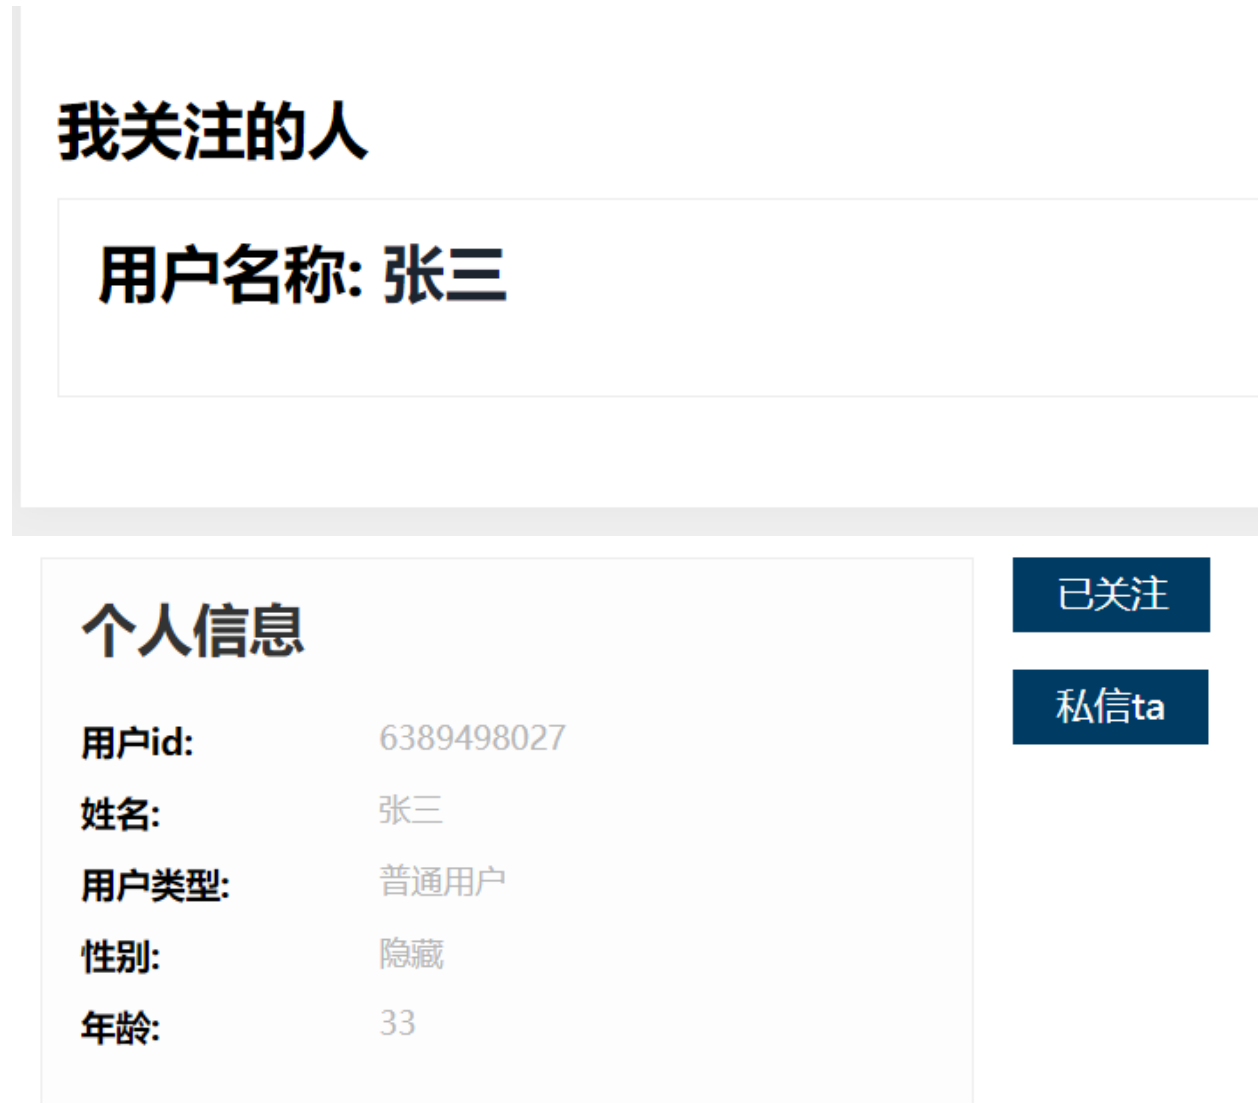 我关注的人
用户名称: 张三
个人信息
已关注
用户id: 6389498027
私信ta
姓名: 张三
用户类型: 普通用户
性别: 隐藏
年龄: 33